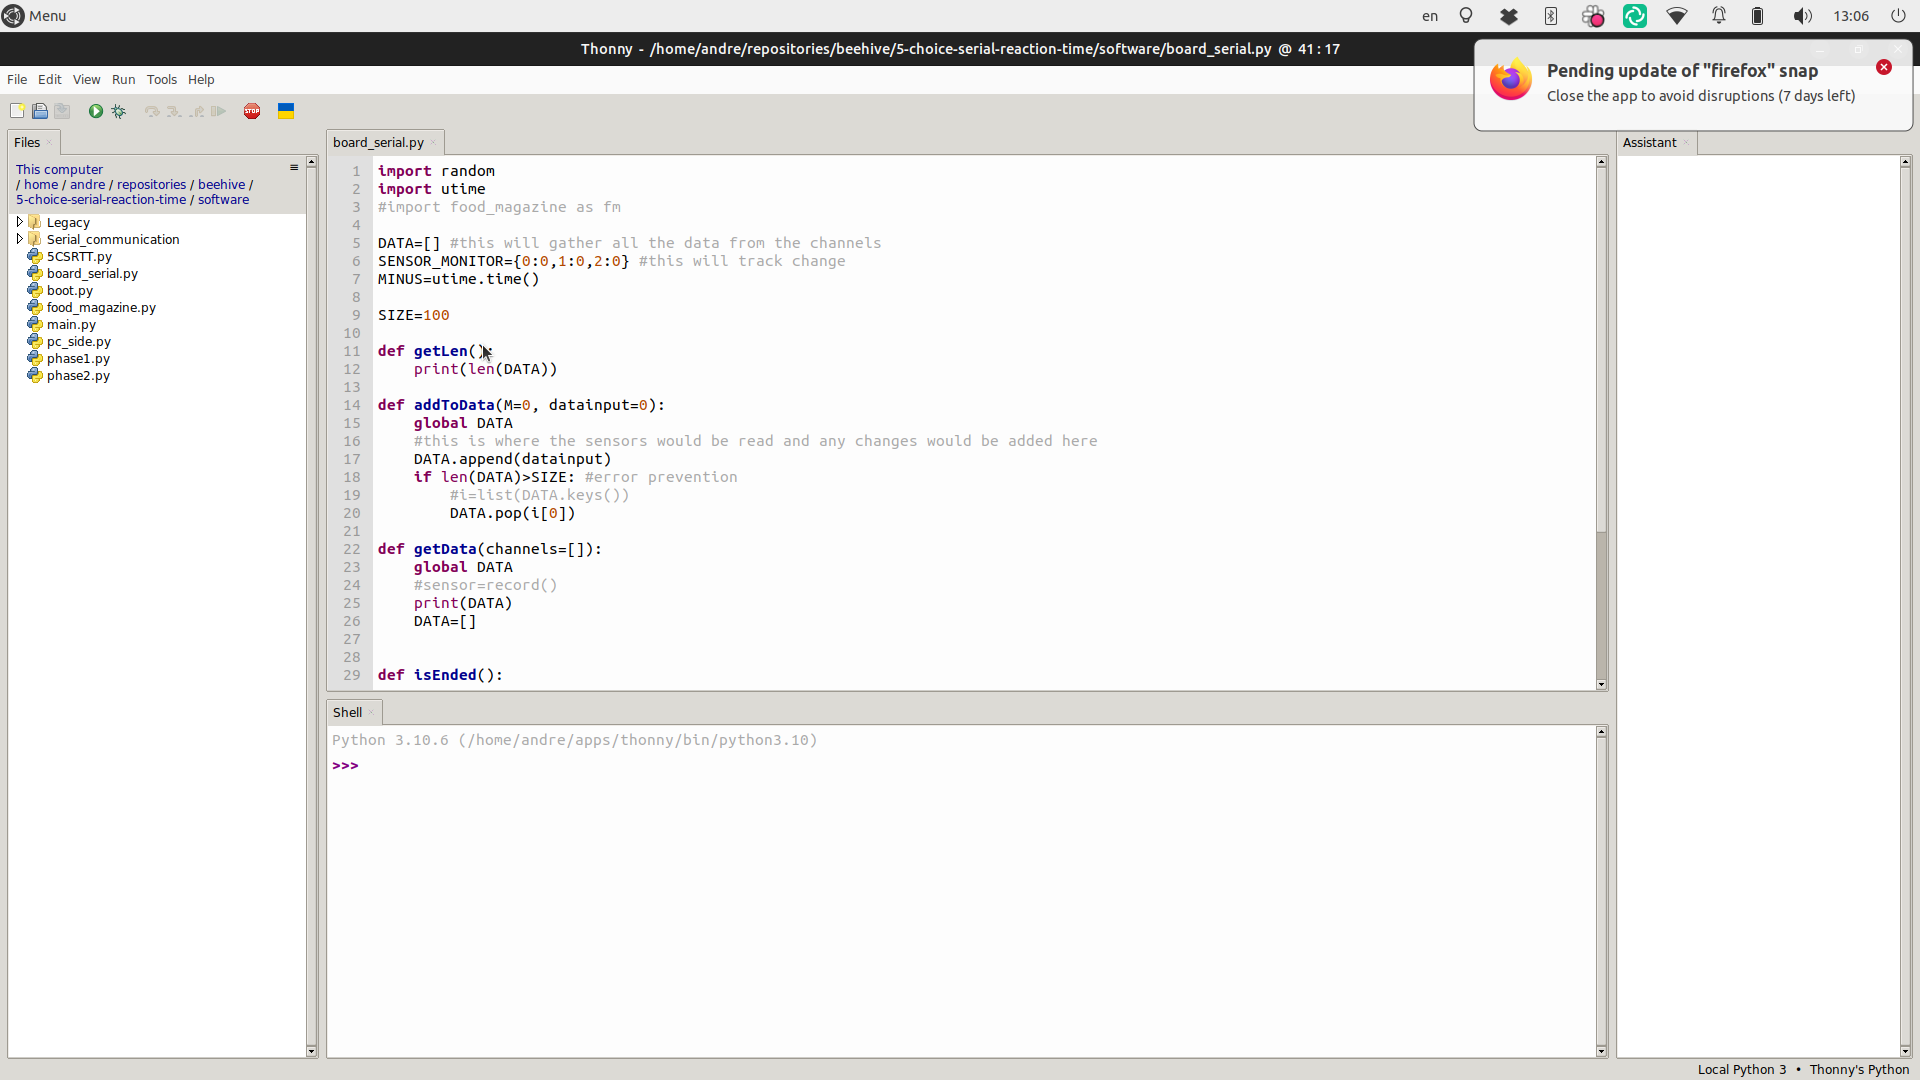 Menu
en
13:06
Thonny - /home/andre/repositories/beehive/5-choice-serial-reaction-time/software/board_serial.py @ 41:17
File Edit View Run Tools Help
Pending update of "firefox" snap
Close the app to avoid disruptions (7 days left)
STOP
Files
This computer
/ home / andre / repositories / beehive /
5-choice-serial-reaction-time / software
Legacy
Serial_communication
5CSRTT.py
board_serial.py
boot.py
food_magazine.py
main.py
pc_side.py
phase1.py
phase2.py
board_serial.py
1 import random
2 import utime
3 #import food_magazine as fm
4
5 DATA=[] #this will gather all the data from the channels
6 SENSOR_MONITOR={0:0,1:0,2:0} #this will track change
7 MINUS=utime.time()
8
9 SIZE=100
10
11 def getLen():
12     print(len(DATA))
13
14 def addToData(M=0, datainput=0):
15     global DATA
16     #this is where the sensors would be read and any changes would be added here
17     DATA.append(datainput)
18     if len(DATA)>SIZE: #error prevention
19         #i=list(DATA.keys())
20         DATA.pop(i[0])
21
22 def getData(channels=[]):
23     global DATA
24     #sensor=record()
25     print(DATA)
26     DATA=[]
27
28
29 def isEnded():
Shell
Python 3.10.6 (/home/andre/apps/thonny/bin/python3.10)
>>>
Assistant
Local Python 3 • Thonny's Python